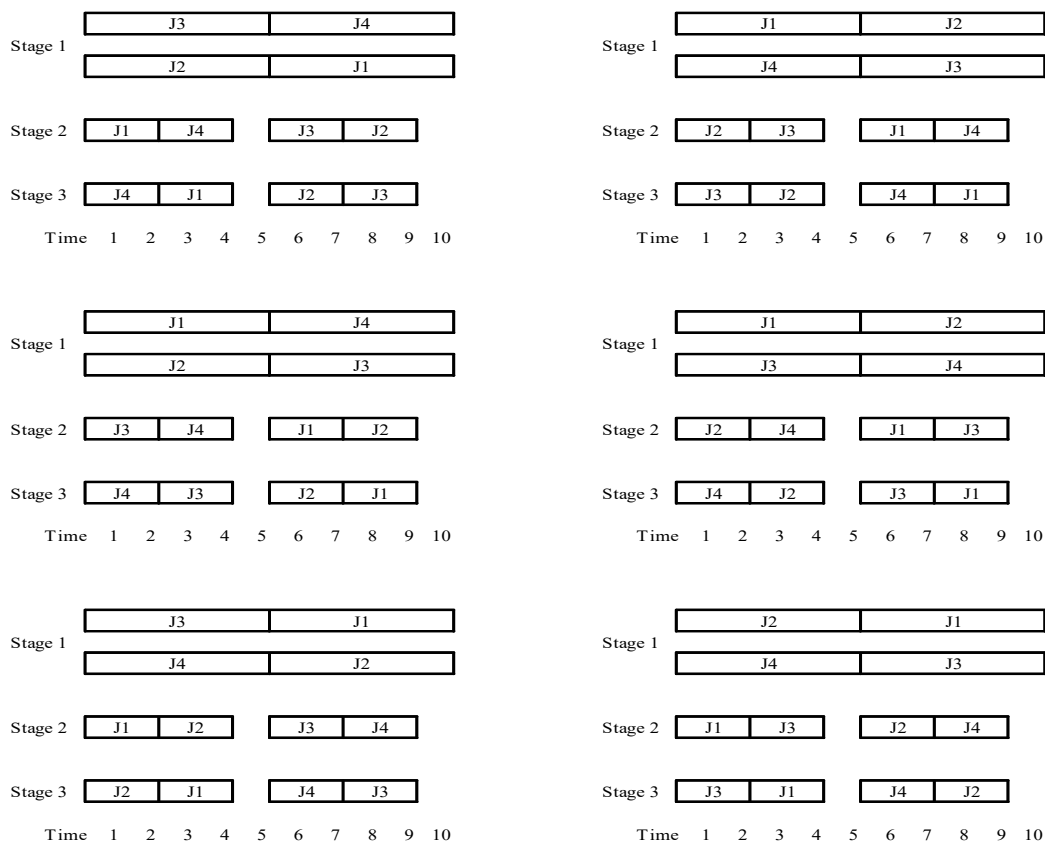 J3 J4
Stage 1
J2 J1
Stage 2 J1 J4 J3 J2
Stage 3 J4 J1 J2 J3
Time 1 2 3 4 5 6 7 8 9 10
J1 J2
Stage 1
J4 J3
Stage 2 J2 J3 J1 J4
Stage 3 J3 J2 J4 J1
Time 1 2 3 4 5 6 7 8 9 10
J1 J4
Stage 1
J2 J3
Stage 2 J3 J4 J1 J2
Stage 3 J4 J3 J2 J1
Time 1 2 3 4 5 6 7 8 9 10
J1 J2
Stage 1
J3 J4
Stage 2 J2 J4 J1 J3
Stage 3 J4 J2 J3 J1
Time 1 2 3 4 5 6 7 8 9 10
J3 J1
Stage 1
J4 J2
Stage 2 J1 J2 J3 J4
Stage 3 J2 J1 J4 J3
Time 1 2 3 4 5 6 7 8 9 10
J2 J1
Stage 1
J4 J3
Stage 2 J1 J3 J2 J4
Stage 3 J3 J1 J4 J2
Time 1 2 3 4 5 6 7 8 9 10